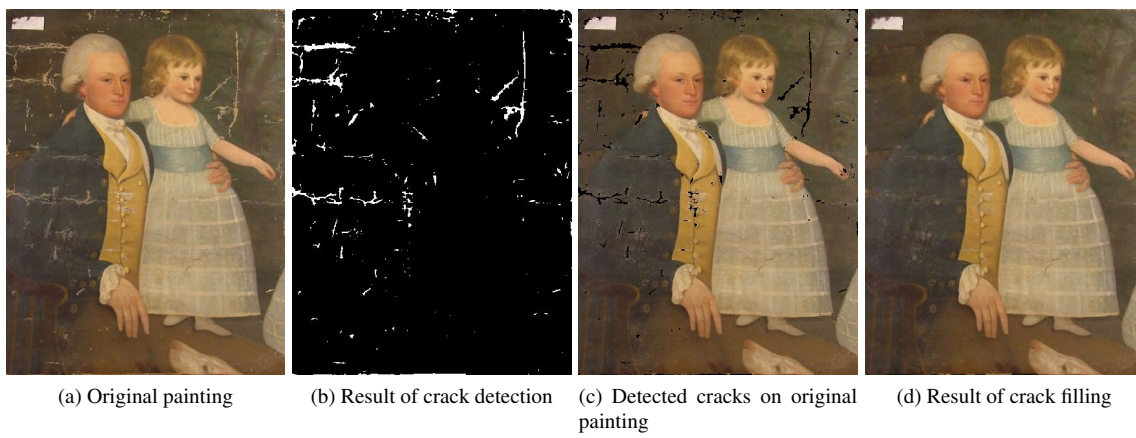 (a) Original painting
(b) Result of crack detection
(c) Detected cracks on original
painting
(d) Result of crack filling